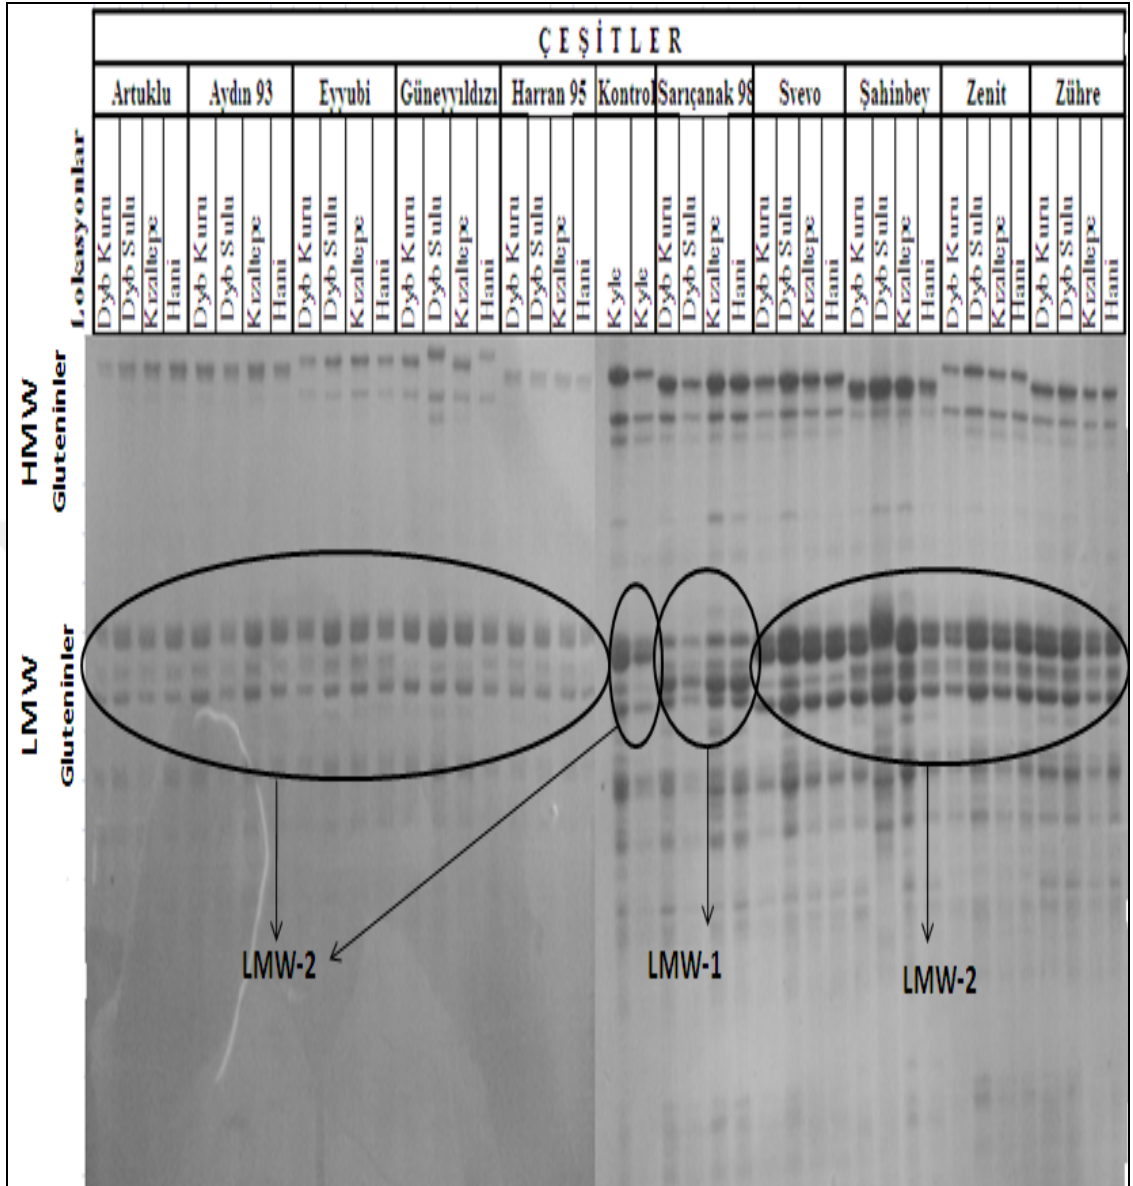 ÇEŞİTLER
Artuklu Aydın 93 Eyyubi Güneyyıldızı Harran 95 Kontrol Sarıçanak 98 Svevo Şahinbey Zenit Zühre
Lokasyonlar
Dyb Kuru Dyb Sulu Kızıltepe Hani Dyb Kuru Dyb Sulu Kızıltepe Hani Dyb Kuru Dyb Sulu Kızıltepe Hani Dyb Kuru Dyb Sulu Kızıltepe Hani Dyb Kuru Dyb Sulu Kızıltepe Hani Kyle Kyle Dyb Kuru Dyb Sulu Kızıltepe Hani Dyb Kuru Dyb Sulu Kızıltepe Hani Dyb Kuru Dyb Sulu Kızıltepe Hani Dyb Kuru Dyb Sulu Kızıltepe Hani Dyb Kuru Dyb Sulu Kızıltepe Hani
HMW
Gluteninler
LMW
Gluteninler
LMW-2
LMW-1
LMW-2